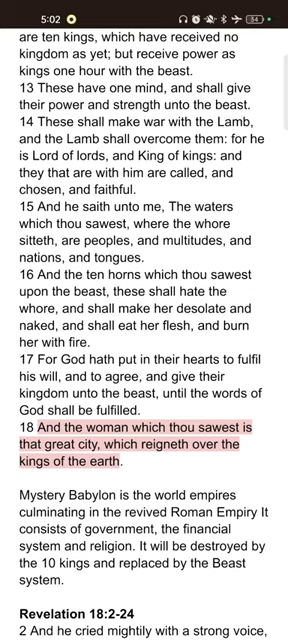 5:02
54
are ten kings, which have received no
kingdom as yet; but receive power as
kings one hour with the beast.
13 These have one mind, and shall give
their power and strength unto the beast.
14 These shall make war with the Lamb,
and the Lamb shall overcome them: for he
is Lord of lords, and King of kings: and
they that are with him are called, and
chosen, and faithful.
15 And he saith unto me, The waters
which thou sawest, where the whore
sitteth, are peoples, and multitudes, and
nations, and tongues.
16 And the ten horns which thou sawest
upon the beast, these shall hate the
whore, and shall make her desolate and
naked, and shall eat her flesh, and burn
her with fire.
17 For God hath put in their hearts to fulfil
his will, and to agree, and give their
kingdom unto the beast, until the words of
God shall be fulfilled.
18 And the woman which thou sawest is
that great city, which reigneth over the
kings of the earth.
Mystery Babylon is the world empires
culminating in the revived Roman Empiry It
consists of government, the financial
system and religion. It will be destroyed by
the 10 kings and replaced by the Beast
system.
Revelation 18:2-24
2 And he cried mightily with a strong voice,